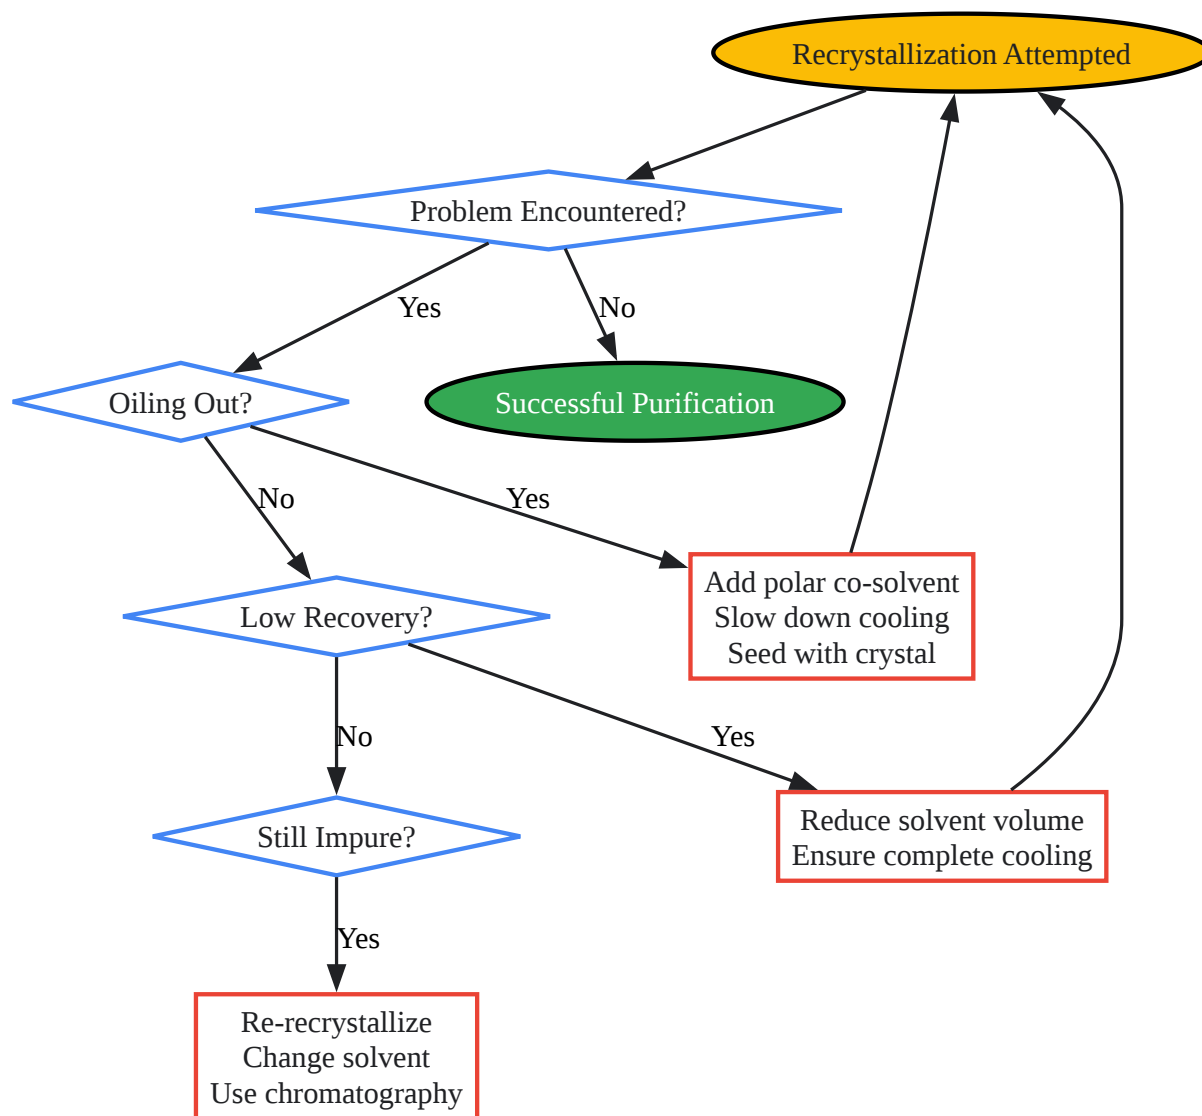 Recrystallization Attempted
Problem Encountered?
Yes
No
Oiling Out?
Successful Purification
No
Yes
Add polar co-solvent
Slow down cooling
Seed with crystal
Low Recovery?
No
Yes
Reduce solvent volume
Ensure complete cooling
Still Impure?
Yes
Re-recrystallize
Change solvent
Use chromatography